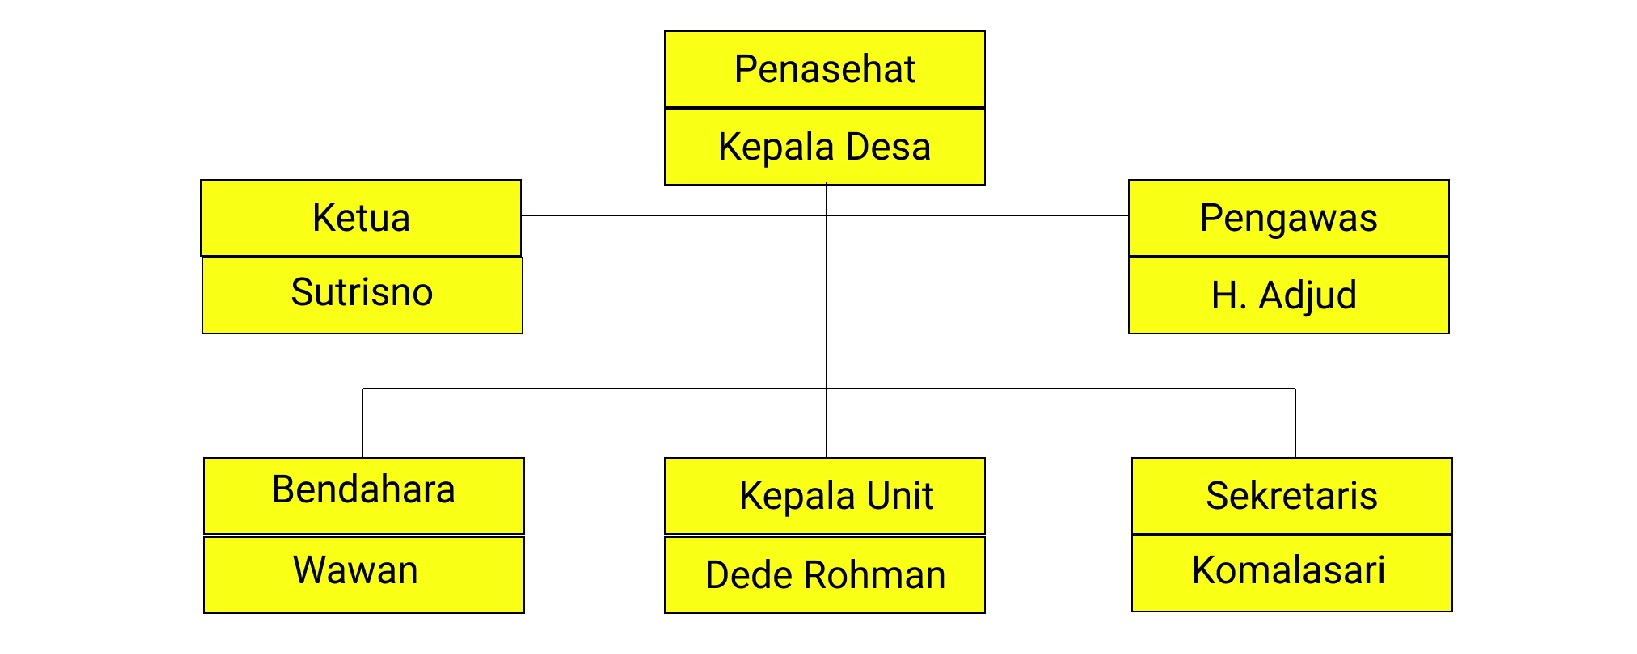 Penasehat
Kepala Desa
Ketua
Sutrisno
Pengawas
H. Adjud
Bendahara
Wawan
Kepala Unit
Dede Rohman
Sekretaris
Komalasari